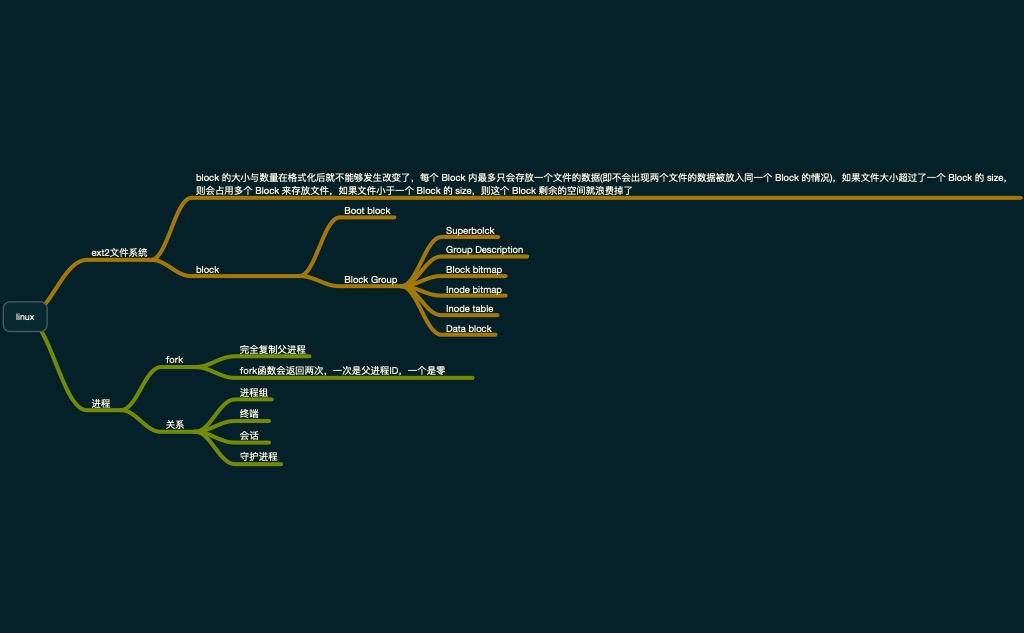 block 的大小与数量在格式化后就不能够发生改变了，每个 Block 内最多只会存放一个文件的数据(即不会出现两个文件的数据被放入同一个 Block 的情况)，如果文件大小超过了一个 Block 的 size，
则会占用多个 Block 来存放文件，如果文件小于一个 Block 的 size，则这个 Block 剩余的空间就浪费掉了
Boot block
Superbolck
ext2文件系统
Group Description
block
Block bitmap
Block Group
Inode bitmap
Inode table
linux
Data block
完全复制父进程
fork
fork函数会返回两次，一次是父进程ID，一个是零
进程组
进程
终端
关系
会话
守护进程